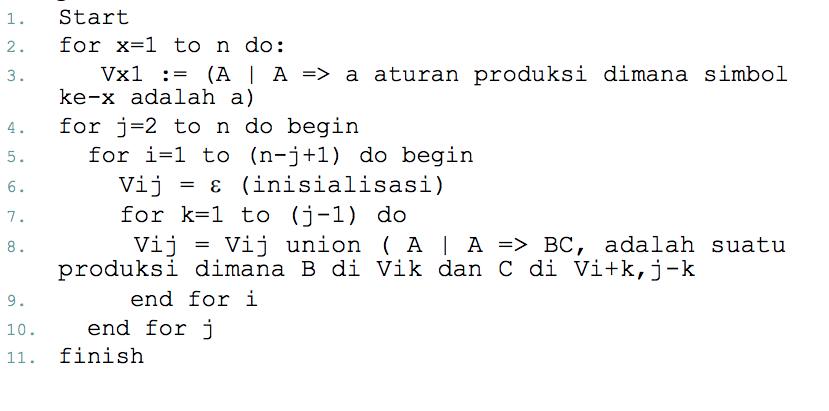 1. Start
2. for x=1 to n do:
3. Vx1 := (A | A => a aturan produksi dimana simbol
ke-x adalah a)
4. for j=2 to n do begin
5. for i=1 to (n-j+1) do begin
6. Vij = ε (inisialisasi)
7. for k=1 to (j-1) do
8. Vij = Vij union ( A | A => BC, adalah suatu
produksi dimana B di Vik dan C di Vi+k,j-k
9. end for i
10. end for j
11. finish